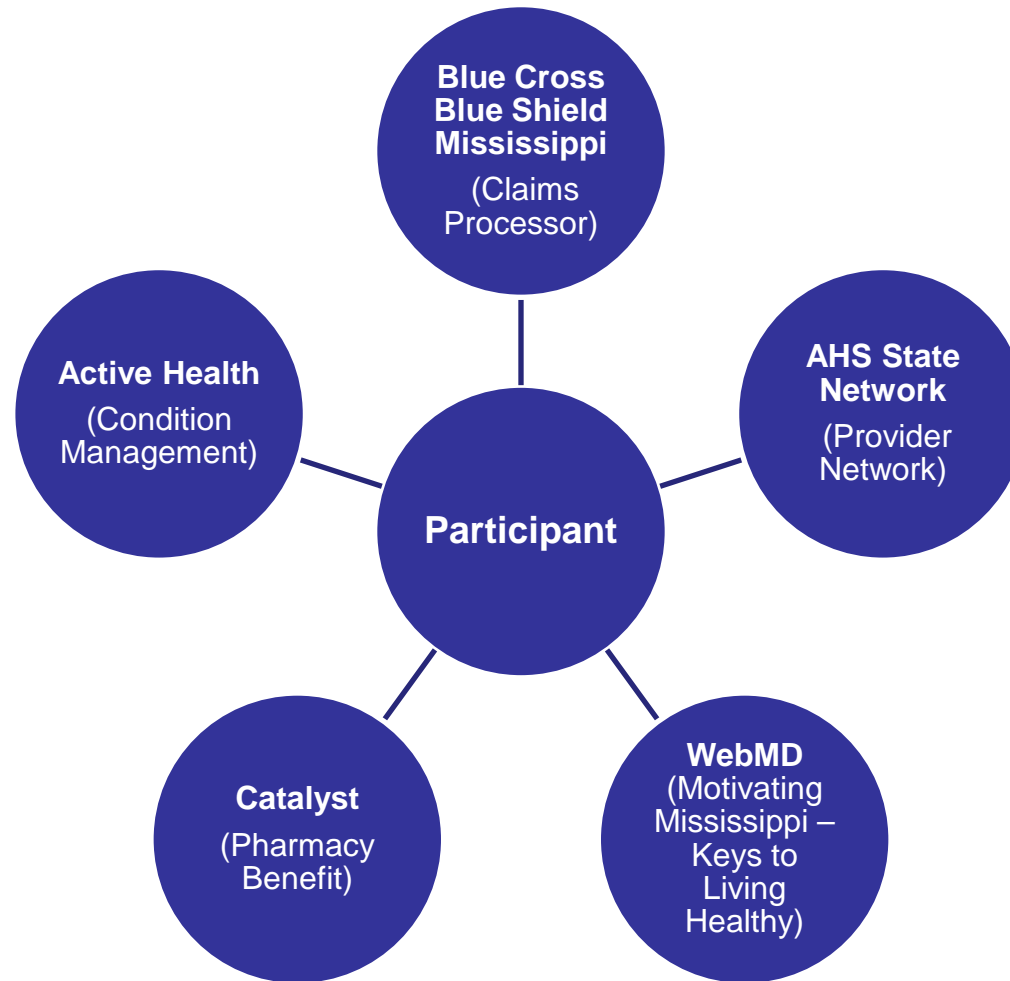 Blue Cross
Blue Shield
Mississippi
(Claims
Processor)
Active Health
(Condition
Management)
AHS State
Network
(Provider
Network)
Participant
Catalyst
(Pharmacy
Benefit)
WebMD
(Motivating
Mississippi –
Keys to
Living
Healthy)